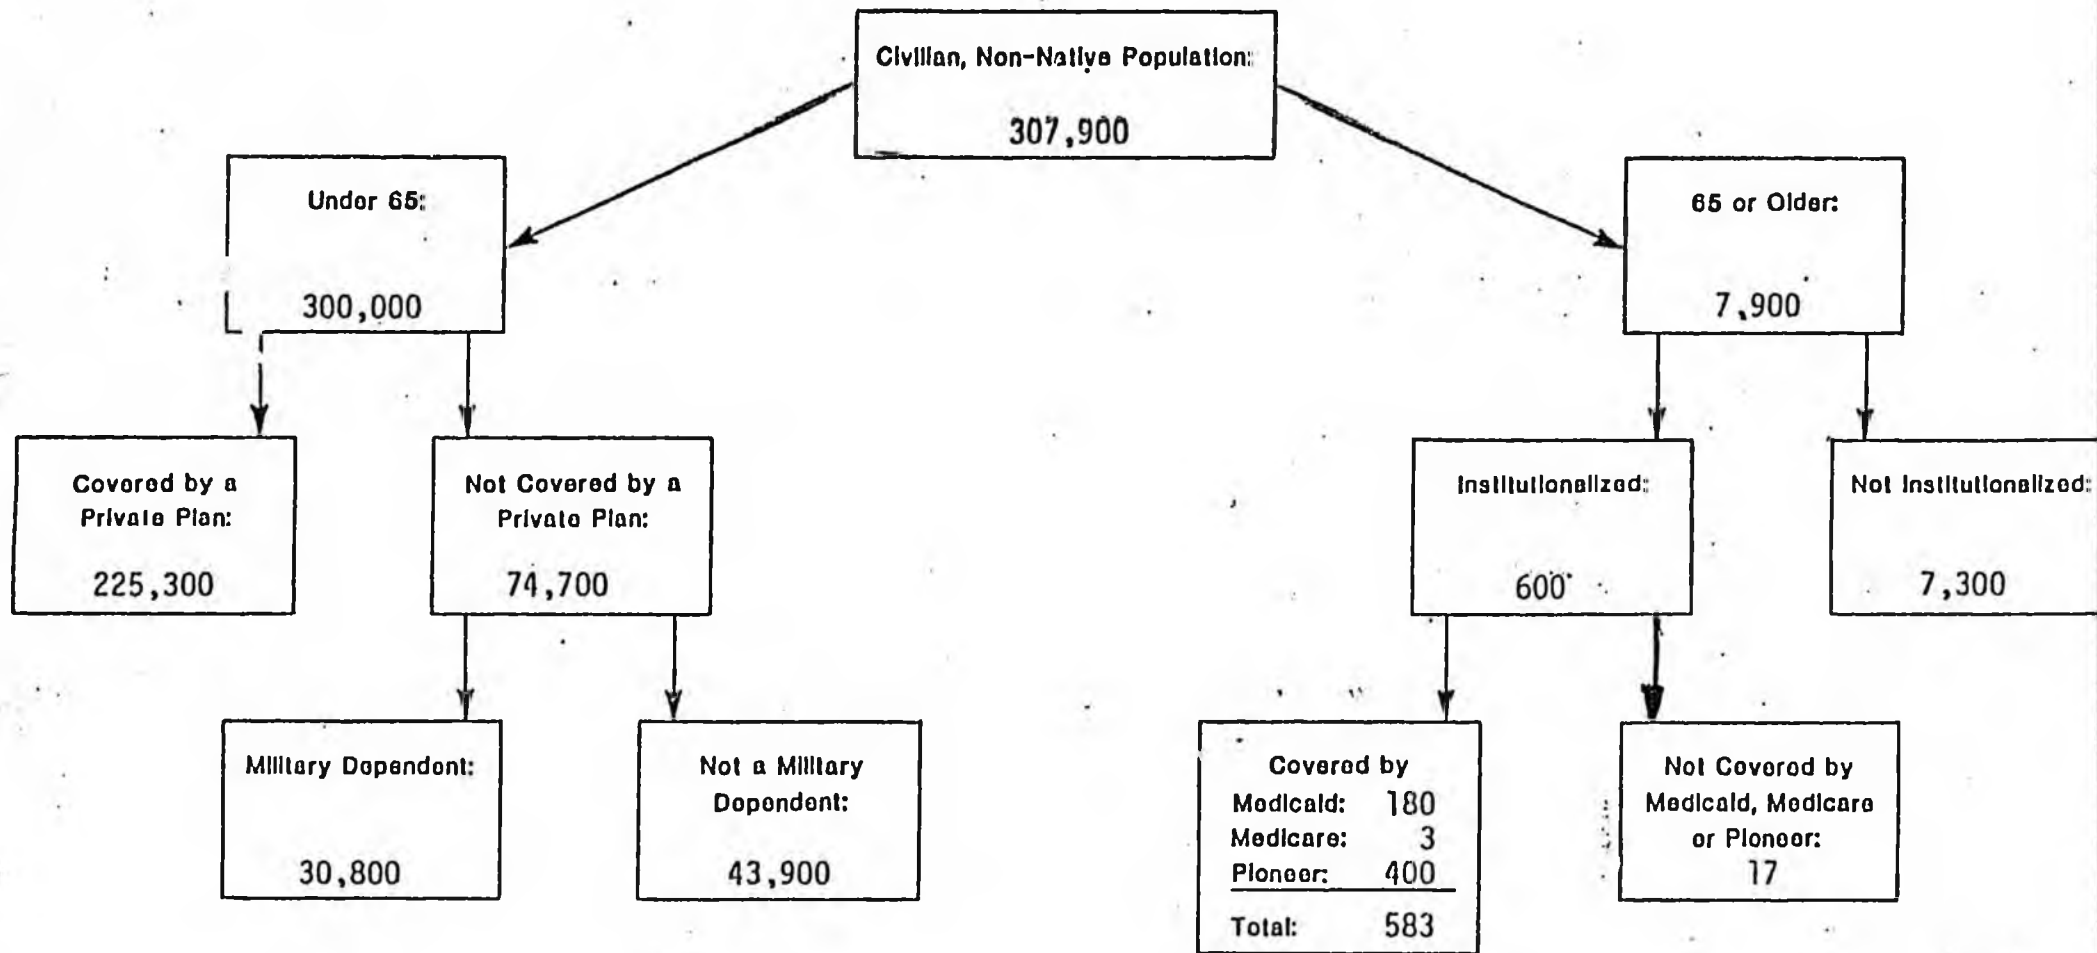 Civilian, Non-Native Population:
307,900
Under 65:
300,000
65 or Older:
7,900
Covered by a
Private Plan:
225,300
Not Covered by a
Private Plan:
74,700
Institutionalized:
600
Not Institutionalized:
7,300
Military Dependent:
30,800
Not a Military
Dependent:
43,900
Covered by
Medicaid: 180
Medicare: 3
Pioneer: 400
Total: 583
Not Covered by
Medicaid, Medicare
or Pioneer:
17